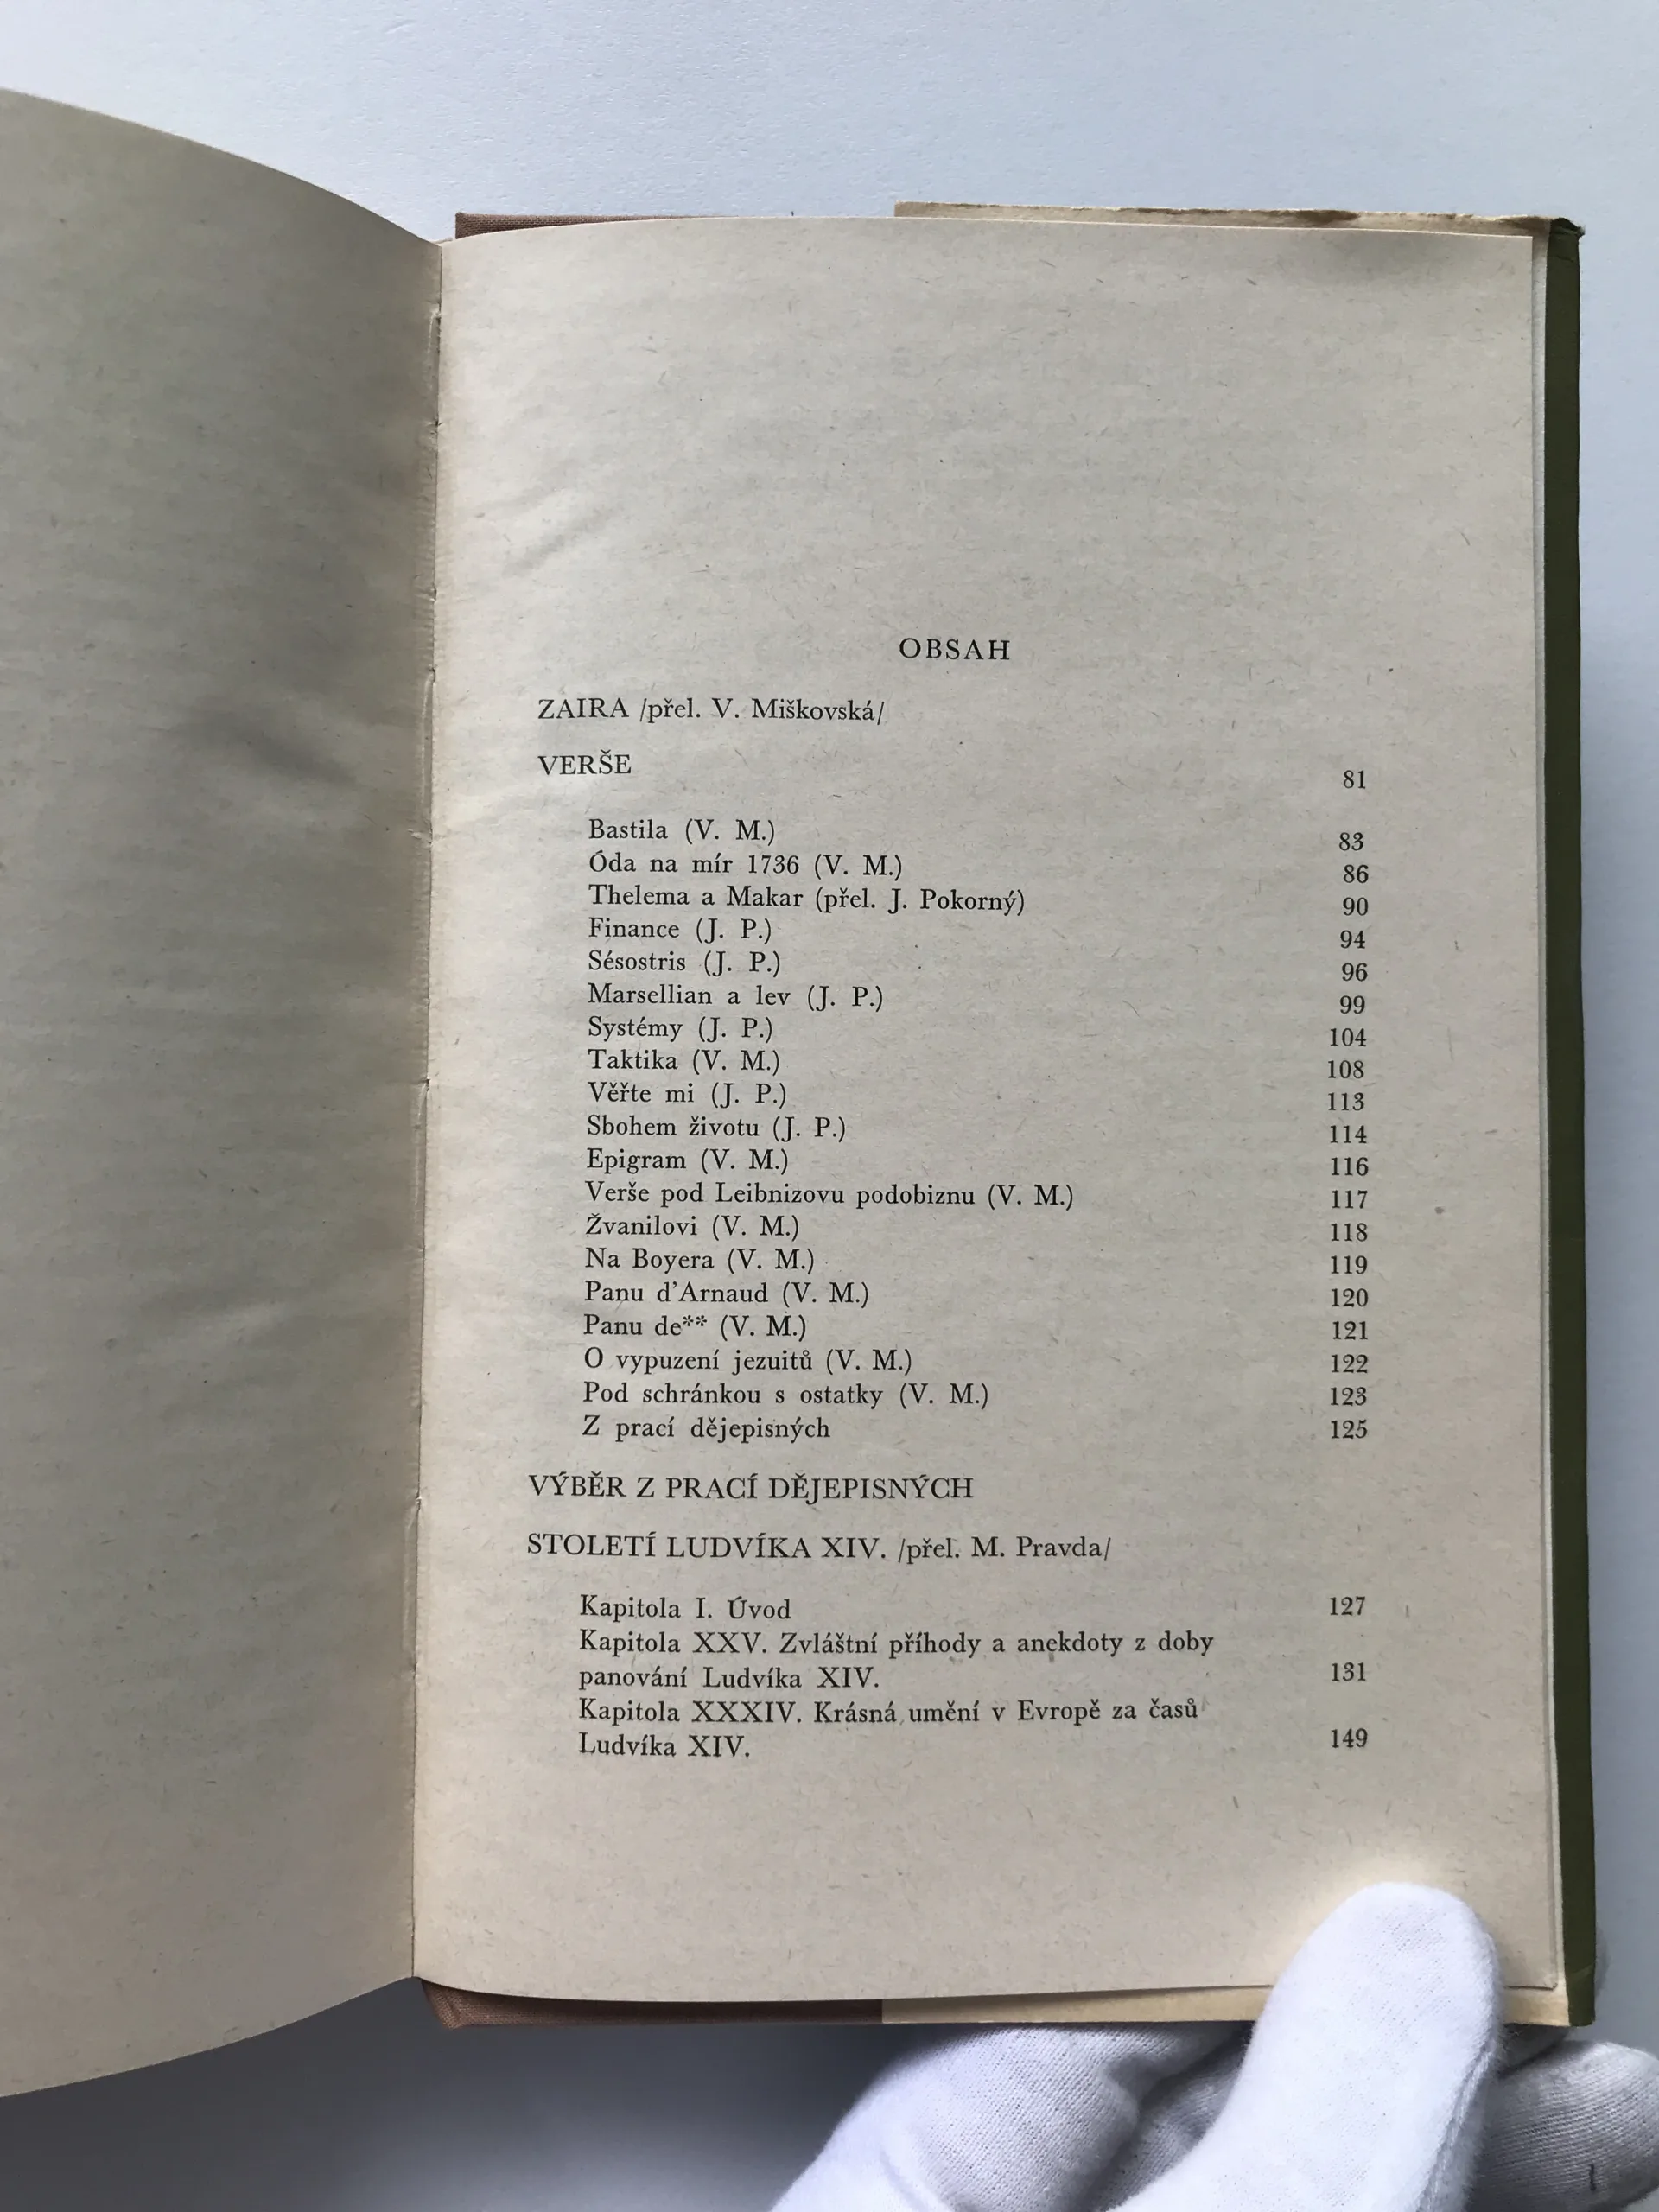 OBSAH
ZAIRA /přel. V. Miškovská/
VERŠE 81
Bastila (V. M.) 83
Óda na mír 1736 (V. M.) 86
Thelema a Makar (přel. J. Pokorný) 90
Finance (J. P.) 94
Sésostris (J. P.) 96
Marsellian a lev (J. P.) 99
Systémy (J. P.) 104
Taktika (V. M.) 108
Věřte mi (J. P.) 113
Sbohem životu (J. P.) 114
Epigram (V. M.) 116
Verše pod Leibnizovu podobiznu (V. M.) 117
Žvanilovi (V. M.) 118
Na Boyera (V. M.) 119
Panu d'Arnaud (V. M.) 120
Panu de** (V. M.) 121
O vypuzení jezuitů (V. M.) 122
Pod schránkou s ostatky (V. M.) 123
Z prací dějepisných 125
VÝBĚR Z PRACÍ DĚJEPISNÝCH
STOLETÍ LUDVÍKA XIV. /přel. M. Pravda/
Kapitola I. Úvod 127
Kapitola XXV. Zvláštní příhody a anekdoty z doby
panování Ludvíka XIV. 131
Kapitola XXXIV. Krásná umění v Evropě za časů
Ludvíka XIV. 149